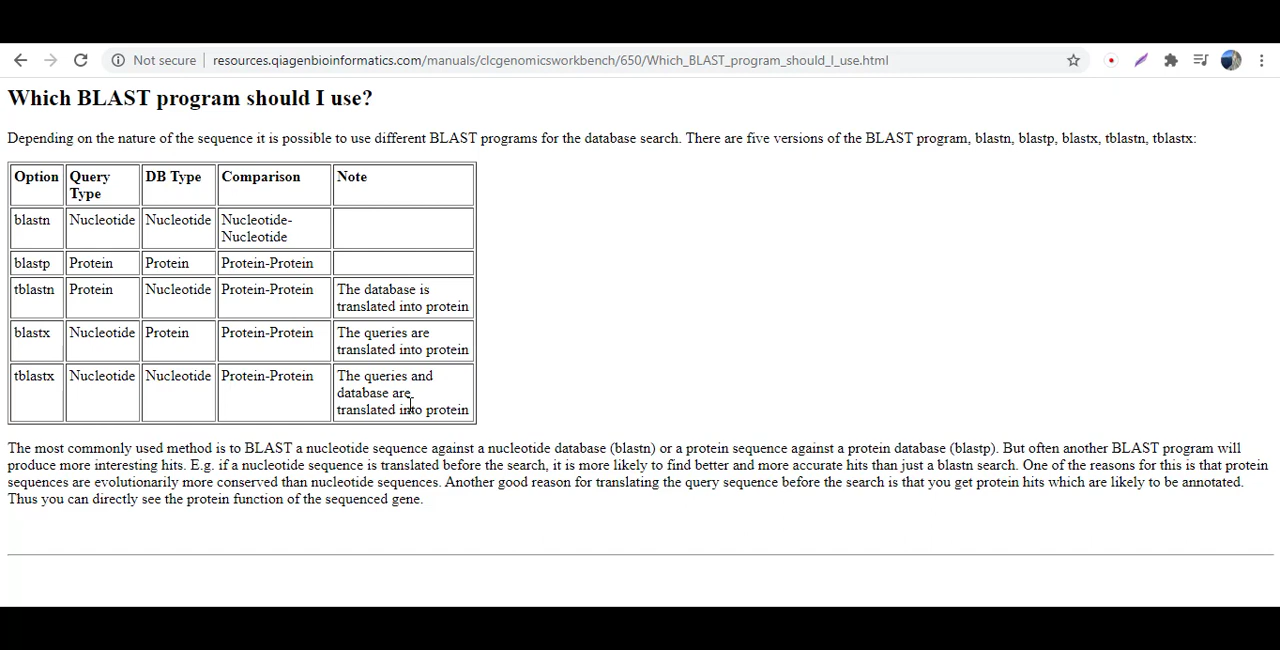 Not secure
resources.qiagenbioinformatics.com/manuals/clcgenomicsworkbench/650/Which_BLAST_program_should_I_use.html
Which BLAST program should I use?
Depending on the nature of the sequence it is possible to use different BLAST programs for the database search. There are five versions of the BLAST program, blastn, blastp, blastx, tblastn, tblastx:
Option Query Type DB Type Comparison Note
blastn Nucleotide Nucleotide Nucleotide-
Nucleotide
blastp Protein Protein Protein-Protein
tblastn Protein Nucleotide Protein-Protein The database is
translated into protein
blastx Nucleotide Protein Protein-Protein The queries are
translated into protein
tblastx Nucleotide Nucleotide Protein-Protein The queries and
database are
translated into protein
The most commonly used method is to BLAST a nucleotide sequence against a nucleotide database (blastn) or a protein sequence against a protein database (blastp). But often another BLAST program will
produce more interesting hits. E.g. if a nucleotide sequence is translated before the search, it is more likely to find better and more accurate hits than just a blastn search. One of the reasons for this is that protein
sequences are evolutionarily more conserved than nucleotide sequences. Another good reason for translating the query sequence before the search is that you get protein hits which are likely to be annotated.
Thus you can directly see the protein function of the sequenced gene.